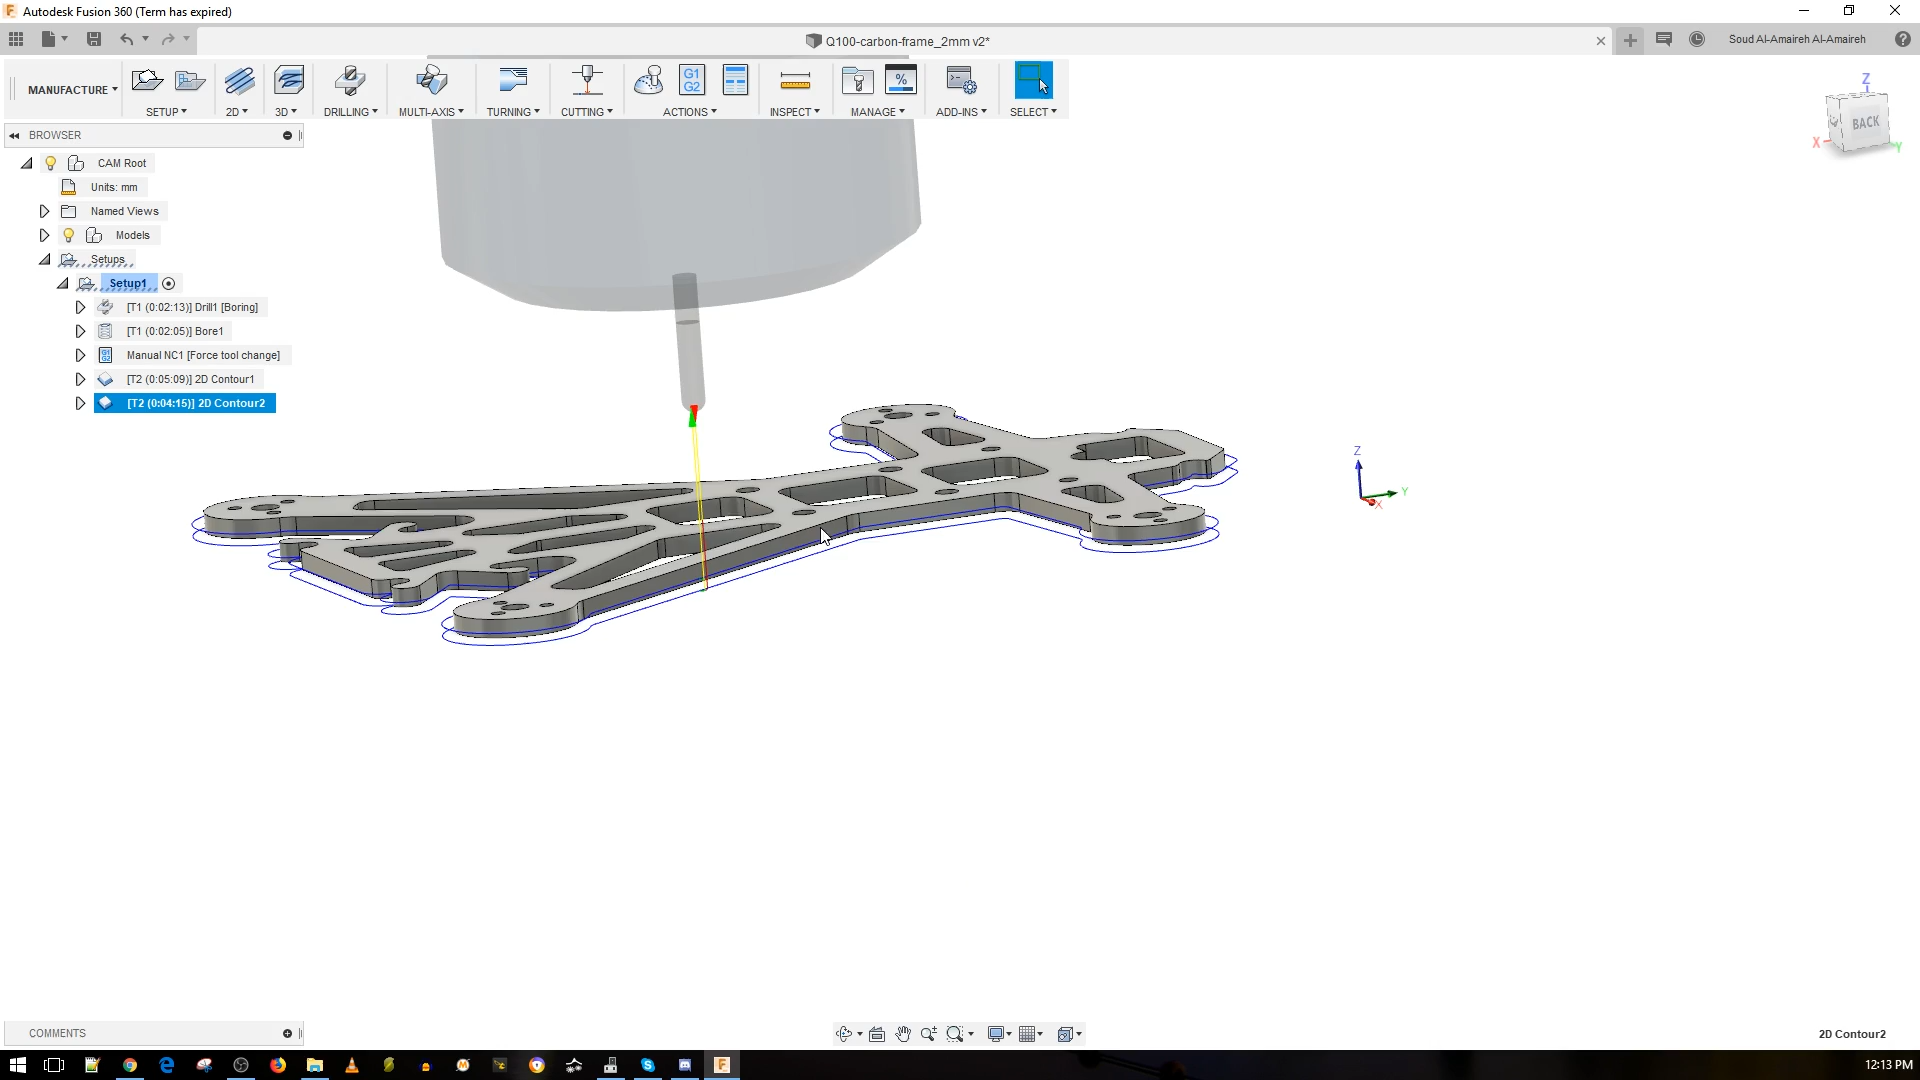 Autodesk Fusion 360 (Term has expired)
Q100-carbon-frame_2mm v2*
Soud Al-Amaireh Al-Amaireh
MANUFACTURE
G1
G2
%
SETUP
2D
3D
DRILLING
MULTI-AXIS
TURNING
CUTTING
ACTIONS
INSPECT
MANAGE
ADD-INS
SELECT
BROWSER
CAM Root
Units: mm
Named Views
Models
Setups
Setup1
[T1 (0:02:13)] Drill1 [Boring]
[T1 (0:02:05)] Bore1
Manual NC1 [Force tool change]
[T2 (0:05:09)] 2D Contour1
[T2 (0:04:15)] 2D Contour2
Z
BACK
X
Y
Z
Y
X
COMMENTS
2D Contour2
12:13 PM